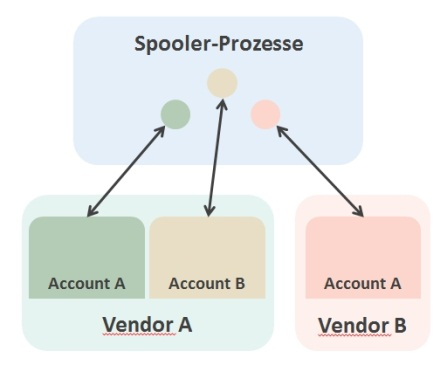 Spooler-Prozesse
Account A
Account B
Account A
Vendor A
Vendor B